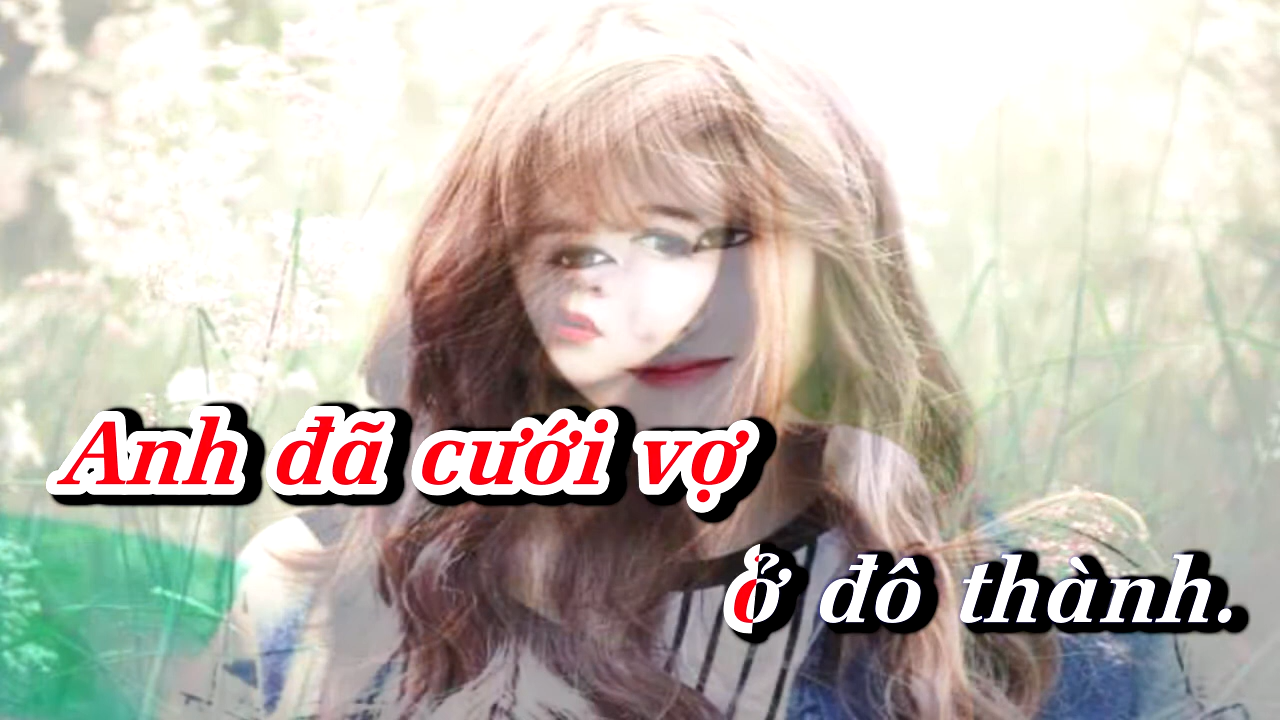 Anh đã cưới vợ
ở đô thành.